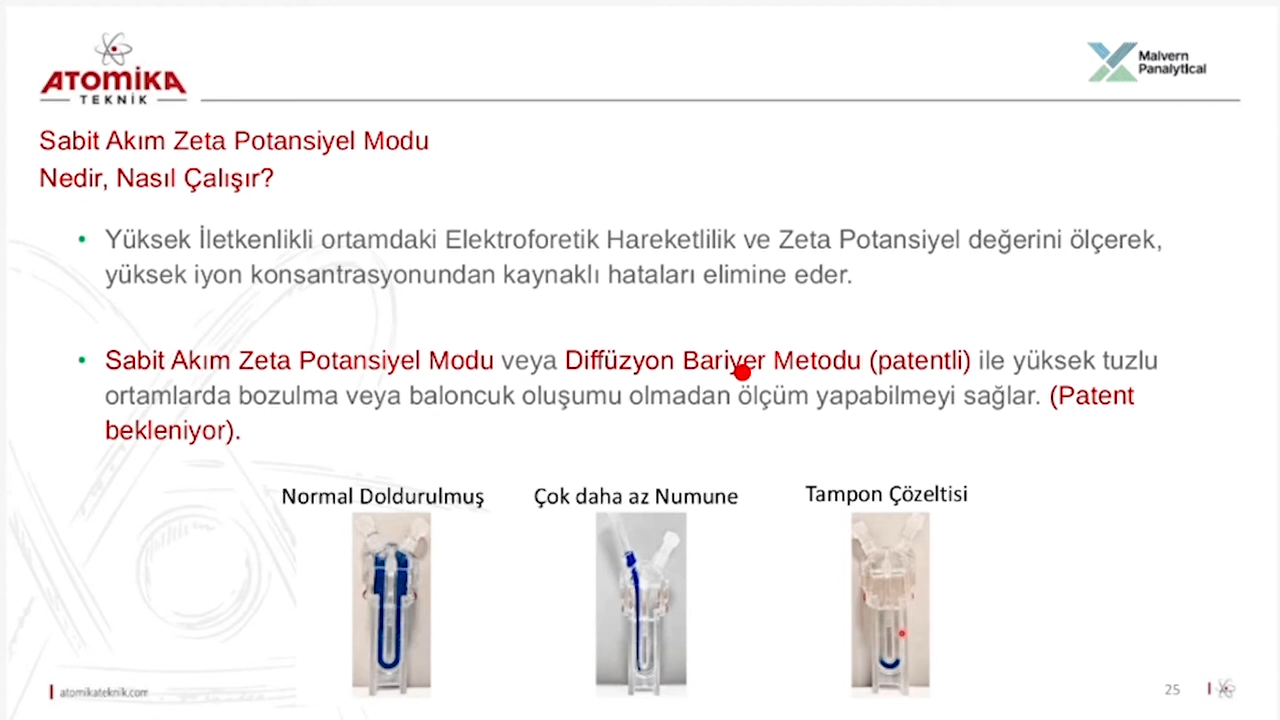 ATOMİKA
TEKNİK
Malvern
Panalytical
Sabit Akım Zeta Potansiyel Modu
Nedir, Nasıl Çalışır?
• Yüksek İletkenlikli ortamdaki Elektroforetik Hareketlilik ve Zeta Potansiyel değerini ölçerek,
yüksek iyon konsantrasyonundan kaynaklı hataları elimine eder.
• Sabit Akım Zeta Potansiyel Modu veya Diffüzyon Bariyer Metodu (patentli) ile yüksek tuzlu
ortamlarda bozulma veya baloncuk oluşumu olmadan ölçüm yapabilmeyi sağlar. (Patent
bekleniyor).
Normal Doldurulmuş Çok daha az Numune Tampon Çözeltisi
atomikateknik.com 25